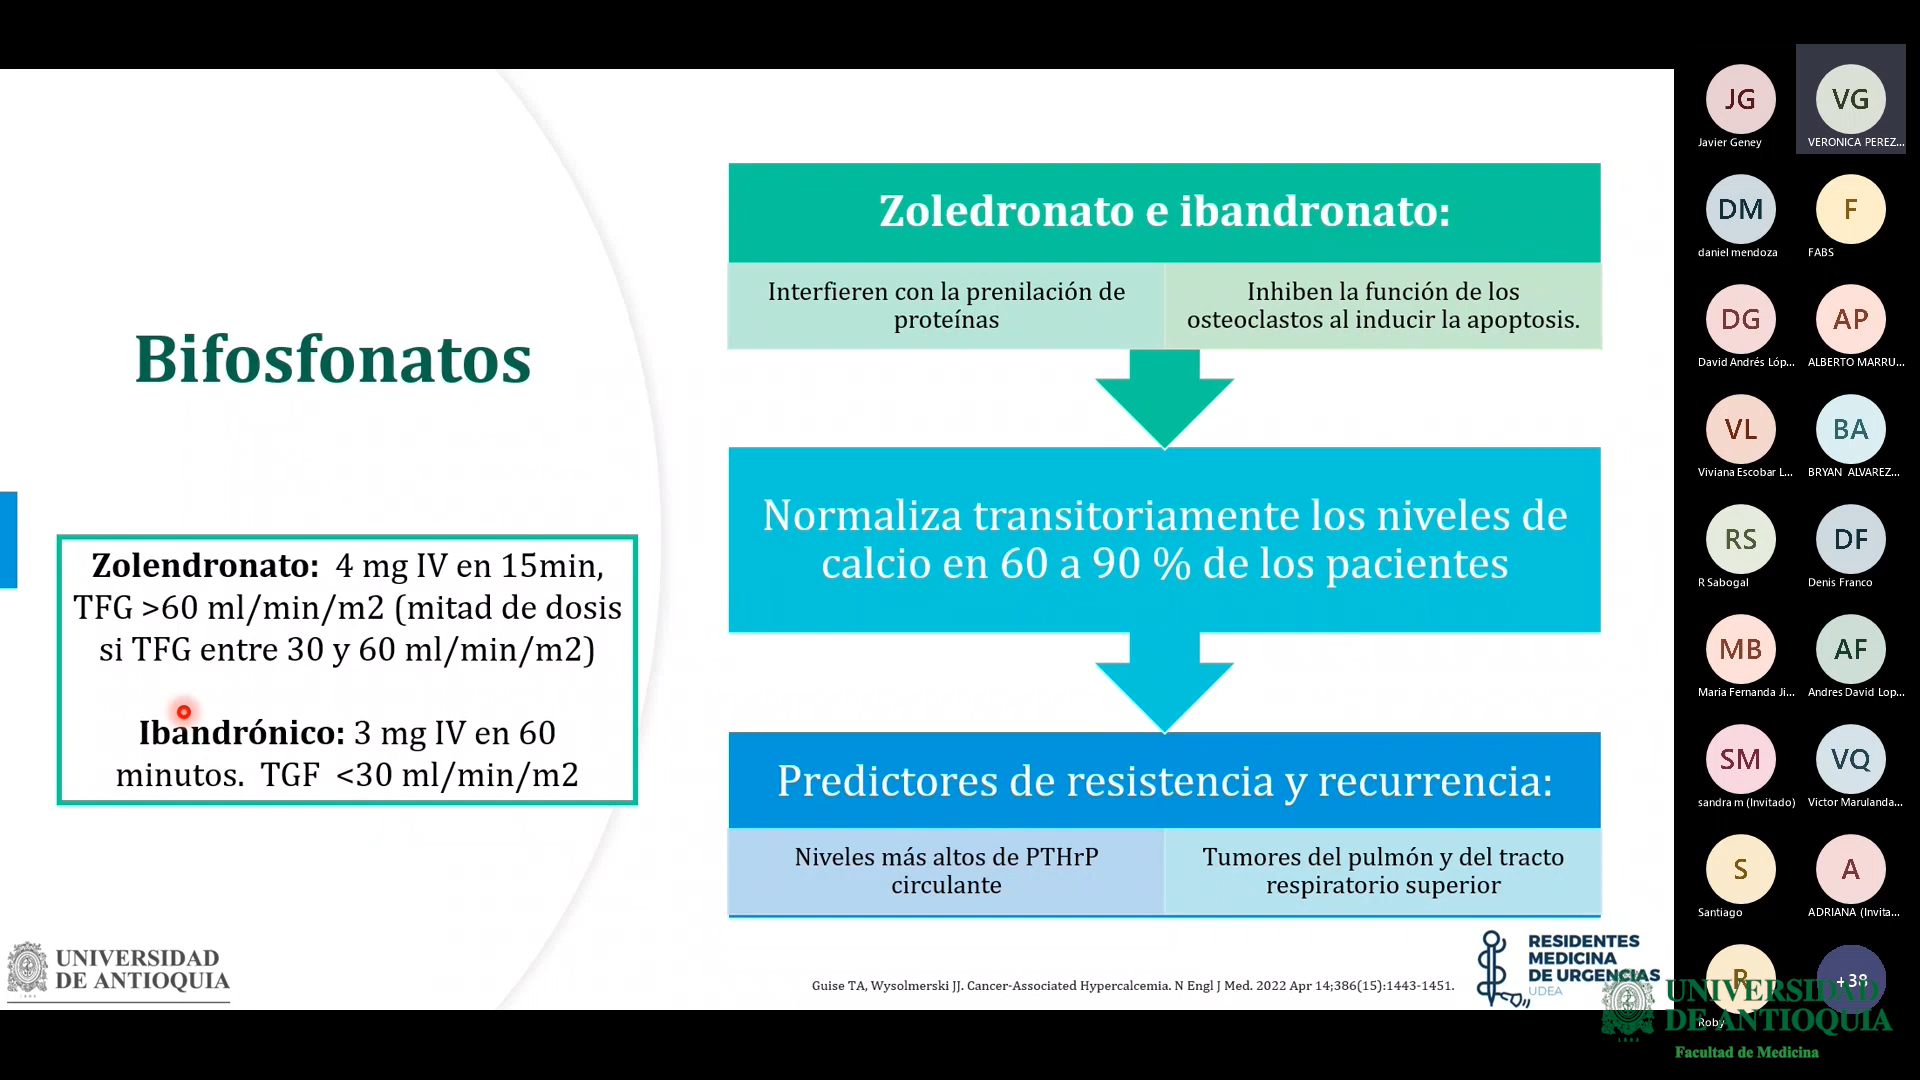 Bifosfonatos
Zolendronato: 4 mg IV en 15min,
TFG >60 ml/min/m2 (mitad de dosis
si TFG entre 30 y 60 ml/min/m2)
Ibandrónico: 3 mg IV en 60
minutos. TGF <30 ml/min/m2
Zoledronato e ibandronato:
Interfieren con la prenilación de
proteínas
Inhiben la función de los
osteoclastos al inducir la apoptosis.
Normaliza transitoriamente los niveles de
calcio en 60 a 90 % de los pacientes
Predictores de resistencia y recurrencia:
Niveles más altos de PTHrP
circulante
Tumores del pulmón y del tracto
respiratorio superior
UNIVERSIDAD
DE ANTIOQUIA
1803
Guise TA, Wysolmerski JJ. Cancer-Associated Hypercalcemia. N Engl J Med. 2022 Apr 14;386(15):1443-1451.
RESIDENTES
MEDICINA
DE URGENCIAS
UDEA
JG
Javier Geney
VG
VERONICA PEREZ...
DM
daniel mendoza
F
FABS
DG
David Andrés Lóp...
AP
ALBERTO MARRU...
VL
Viviana Escobar L...
BA
BRYAN ALVAREZ...
RS
R Sabogal
DF
Denis Franco
MB
Maria Fernanda Ji...
AF
Andres David Lop...
SM
sandra m (Invitado)
VQ
Victor Marulanda...
S
Santiago
A
ADRIANA (Invita...
R
Roby
+38
UNIVERSIDAD
DE ANTIOQUIA
1803
Facultad de Medicina